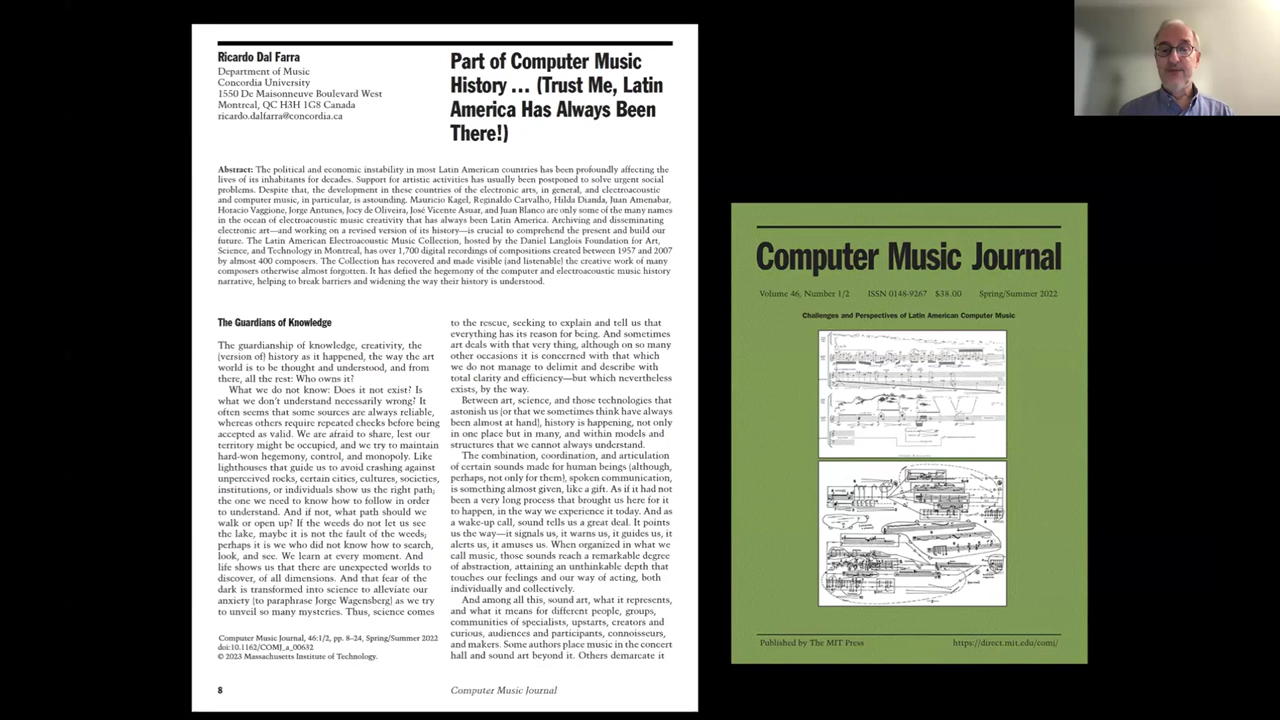 Ricardo Dal Farra
Department of Music
Concordia University
1550 De Maisonneuve Boulevard West
Montreal, QC H3H 1G8 Canada
ricardo.dalfarra@concordia.ca
Part of Computer Music
History … (Trust Me, Latin
America Has Always Been
There!)
Abstract: The political and economic instability in most Latin American countries has been profoundly affecting the
lives of its inhabitants for decades. Support for artistic activities has usually been postponed to solve urgent social
problems. Despite that, the development in these countries of the electronic arts, in general, and electroacoustic
and computer music, in particular, is astounding. Mauricio Kagel, Reginaldo Carvalho, Hilda Dianda, Juan Amenabar,
Horacio Vaggione, Jorge Antunes, Jocy de Oliveira, José Vicente Asuar, and Juan Blanco are only some of the many names
in the ocean of electroacoustic music creativity that has always been Latin America. Archiving and disseminating
electronic art—and working on a revised version of its history—is crucial to comprehend the present and build our
future. The Latin American Electroacoustic Music Collection, hosted by the Daniel Langlois Foundation for Art,
Science, and Technology in Montreal, has over 1,700 digital recordings of compositions created between 1957 and 2007
by almost 400 composers. The Collection has recovered and made visible (and listenable) the creative work of many
composers otherwise almost forgotten. It has defied the hegemony of the computer and electroacoustic music history
narrative, helping to break barriers and widening the way their history is understood.
The Guardians of Knowledge
The guardianship of knowledge, creativity, the
(version of) history as it happened, the way the art
world is to be thought and understood, and from
there, all the rest: Who owns it?
What we do not know: Does it not exist? Is
what we don't understand necessarily wrong? It
often seems that some sources are always reliable,
whereas others require repeated checks before being
accepted as valid. We are afraid to share, lest our
territory might be occupied, and we try to maintain
hard-won hegemony, control, and monopoly. Like
lighthouses that guide us to avoid crashing against
unperceived rocks, certain cities, cultures, societies,
institutions, or individuals show us the right path;
the one we need to know how to follow in order
to understand. And if not, what path should we
walk or open up? If the weeds do not let us see
the lake, maybe it is not the fault of the weeds;
perhaps it is we who did not know how to search,
look, and see. We learn at every moment. And
life shows us that there are unexpected worlds to
discover, of all dimensions. And that fear of the
dark is transformed into science to alleviate our
anxiety (to paraphrase Jorge Wagensberg) as we try
to unveil so many mysteries. Thus, science comes
to the rescue, seeking to explain and tell us that
everything has its reason for being. And sometimes
art deals with that very thing, although on so many
other occasions it is concerned with that which
we do not manage to delimit and describe with
total clarity and efficiency—but which nevertheless
exists, by the way.
Between art, science, and those technologies that
astonish us (or that we sometimes think have always
been almost at hand), history is happening, not only
in one place but in many, and within models and
structures that we cannot always understand.
The combination, coordination, and articulation
of certain sounds made for human beings (although,
perhaps, not only for them), spoken communication,
is something almost given, like a gift. As if it had not
been a very long process that brought us here for it
to happen, in the way we experience it today. And as
a wake-up call, sound tells us a great deal. It points
us the way—it signals us, it warns us, it guides us, it
alerts us, it amuses us. When organized in what we
call music, those sounds reach a remarkable degree
of abstraction, attaining an unthinkable depth that
touches our feelings and our way of acting, both
individually and collectively.
And among all this, sound art, what it represents,
and what it means for different people, groups,
communities of specialists, upstarts, creators and
curious, audiences and participants, connoisseurs,
and makers. Some authors place music in the concert
hall and sound art beyond it. Others demarcate it
Computer Music Journal, 46:1/2, pp. 8–24, Spring/Summer 2022
doi:10.1162/COMJ_a_00632
© 2023 Massachusetts Institute of Technology.
8
Computer Music Journal
Computer Music Journal
Volume 46, Number 1/2 ISSN 0148-9267 $38.00 Spring/Summer 2022
Challenges and Perspectives of Latin American Computer Music
Published by The MIT Press https://direct.mit.edu/comj/